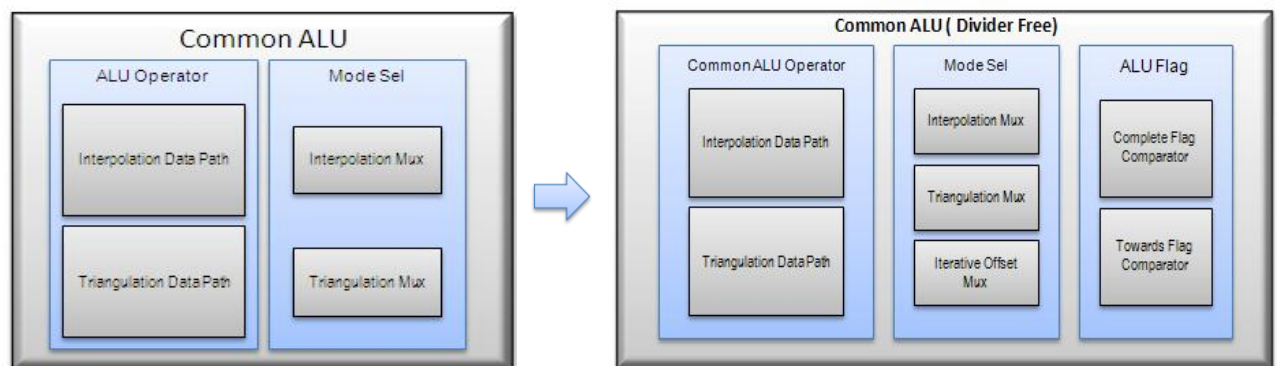 Common ALU
ALU Operator
Mode Sel
Interpolation Data Path
Interpolation Mux
Triangulation Data Path
Triangulation Mux
Common ALU ( Divider Free)
Common ALU Operator
Mode Sel
ALU Flag
Interpolation Data Path
Interpolation Mux
Complete Flag
Comparator
Triangulation Mux
Triangulation Data Path
Iterative Offset
Mux
Towards Flag
Comparator